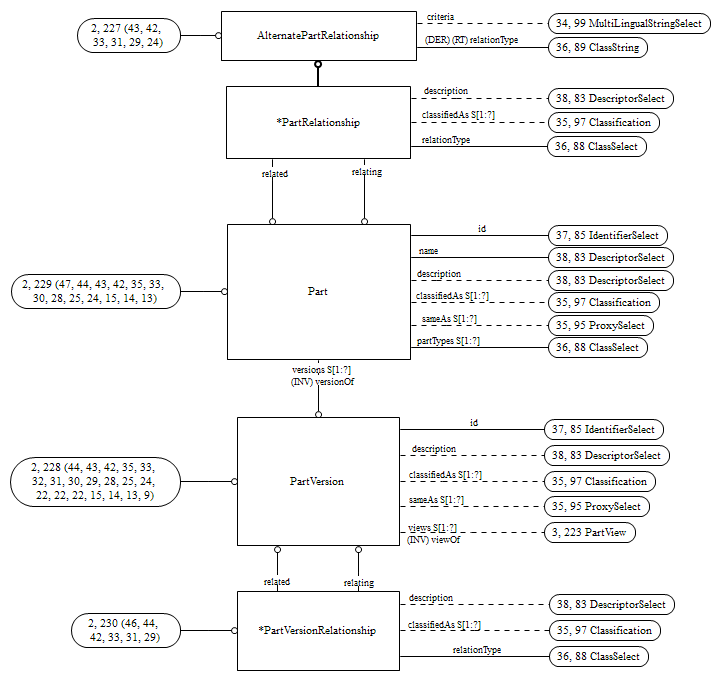 2, 227 (43, 42,
33, 31, 29, 24)
AlternatePartRelationship
criteria
34, 99 MultiLingualStringSelect
(DER) (RT) relationType
36, 89 ClassString
*PartRelationship
description
38, 83 DescriptorSelect
classifiedAs S[1:?]
35, 97 Classification
relationType
36, 88 ClassSelect
related
relating
2, 229 (47, 44, 43, 42, 35, 33,
30, 28, 25, 24, 15, 14, 13)
Part
id
37, 85 IdentifierSelect
name
38, 83 DescriptorSelect
description
38, 83 DescriptorSelect
classifiedAs S[1:?]
35, 97 Classification
sameAs S[1:?]
35, 95 ProxySelect
partTypes S[1:?]
36, 88 ClassSelect
versions S[1:?]
(INV) versionOf
2, 228 (44, 43, 42, 35, 33,
32, 31, 30, 29, 28, 25, 24,
22, 22, 22, 15, 14, 13, 9)
PartVersion
id
37, 85 IdentifierSelect
description
38, 83 DescriptorSelect
classifiedAs S[1:?]
35, 97 Classification
sameAs S[1:?]
35, 95 ProxySelect
views S[1:?]
(INV) viewOf
3, 223 PartView
related
relating
2, 230 (46, 44,
42, 33, 31, 29)
*PartVersionRelationship
description
38, 83 DescriptorSelect
classifiedAs S[1:?]
35, 97 Classification
relationType
36, 88 ClassSelect